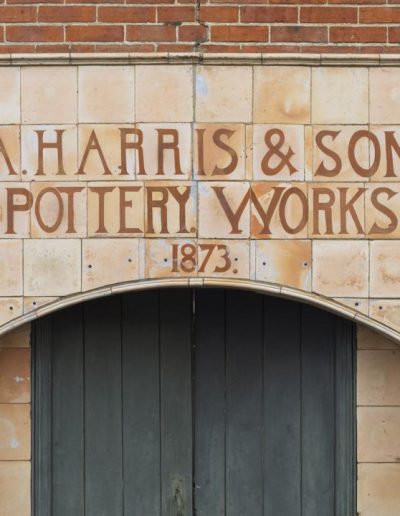 A. HARRIS & SON
POTTERY. WORKS
1873.